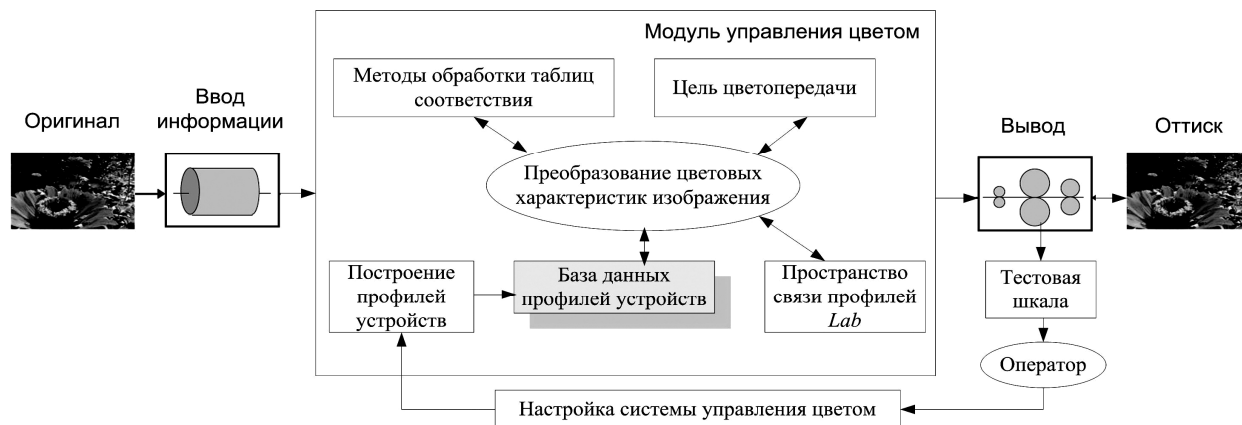 Модуль управления цветом
Методы обработки таблиц
соответствия
Цель цветопередачи
Оригинал
Ввод
информации
Вывод
Оттиск
Преобразование цветовых
характеристик изображения
Построение
профилей
устройств
База данных
профилей устройств
Пространство
связи профилей
Lab
Тестовая
шкала
Оператор
Настройка системы управления цветом